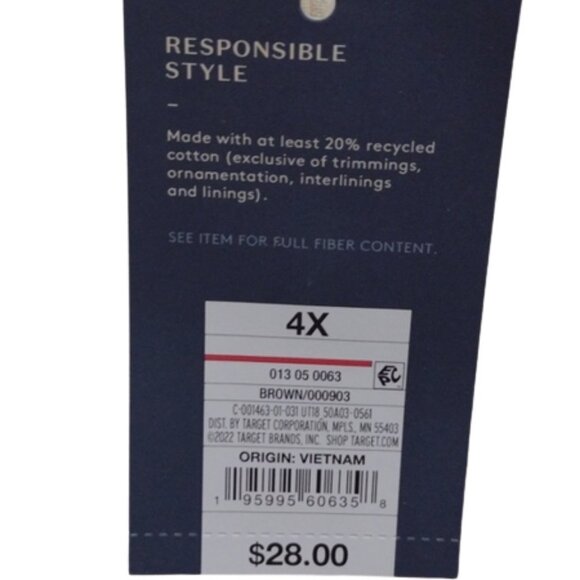 RESPONSIBLE
STYLE
–
Made with at least 20% recycled
cotton (exclusive of trimmings,
ornamentation, interlinings
and linings).
SEE ITEM FOR FULL FIBER CONTENT.
4X
013 05 0063
BROWN/000903
C-001463-01-031 UT18 50A03-0561
DIST. BY TARGET CORPORATION, MPLS, MN 55403
©2022 TARGET BRANDS, INC. SHOP TARGET.COM
ORIGIN: VIETNAM
1 95995 60635 8
$28.00